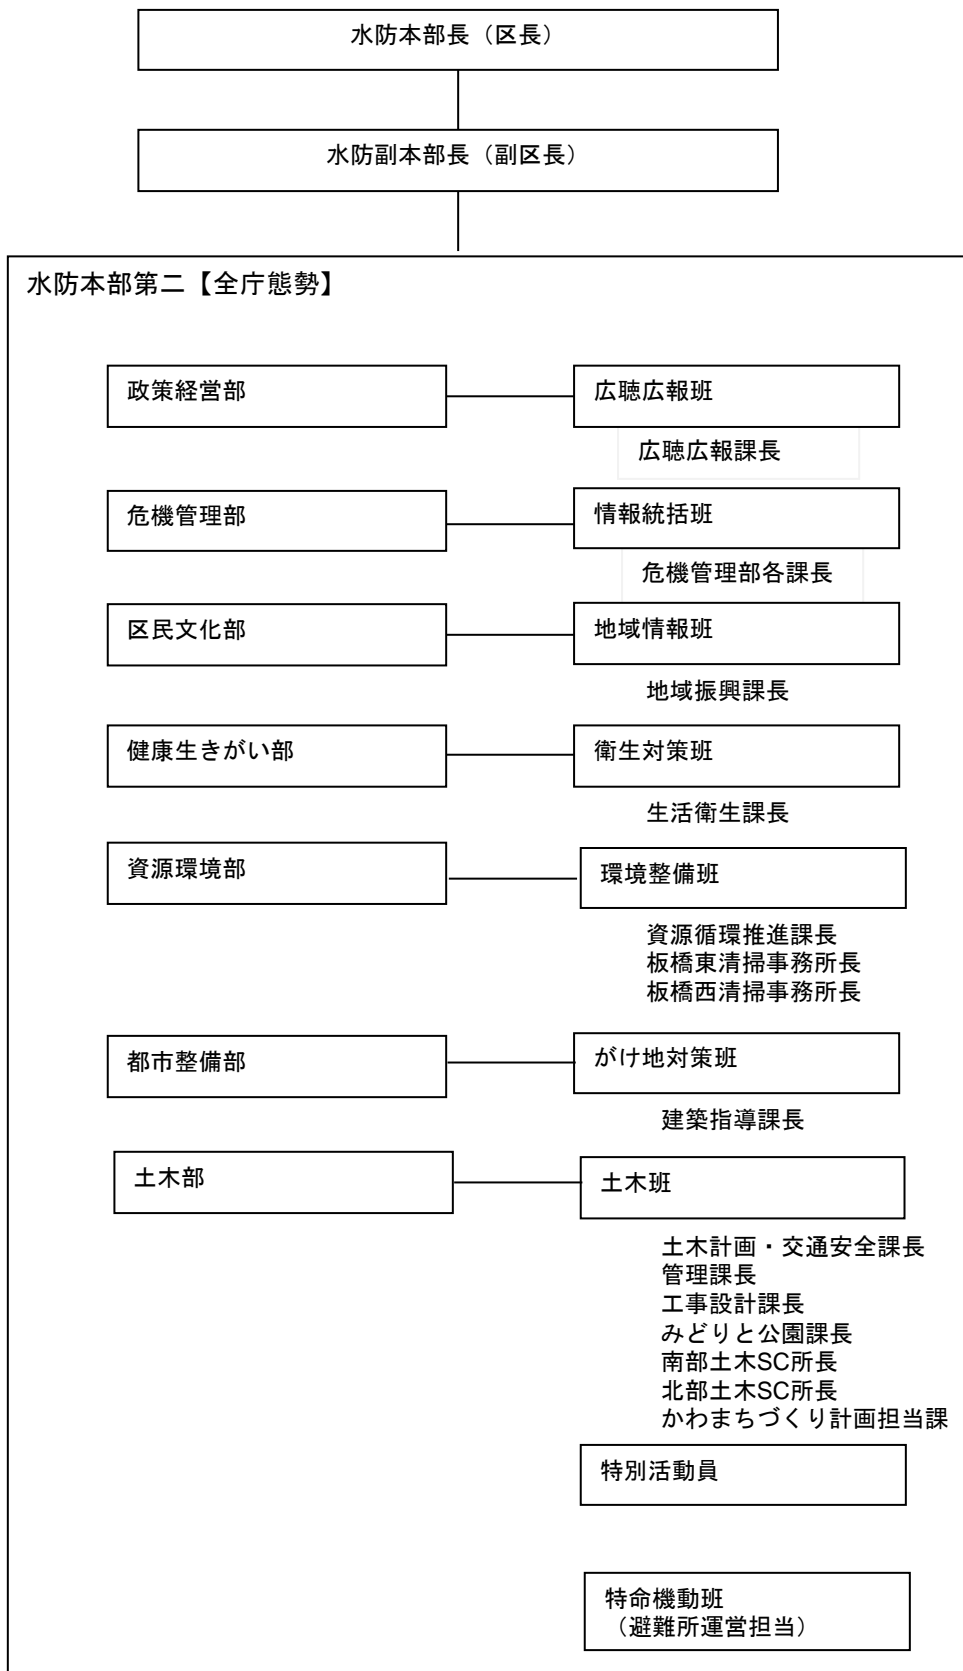 水防本部長（区長）
水防副本部長（副区長）
水防本部第二【全庁態勢】
政策経営部
広聴広報班
広聴広報課長
危機管理部
情報統括班
危機管理部各課長
区民文化部
地域情報班
地域振興課長
健康生きがい部
衛生対策班
生活衛生課長
資源環境部
環境整備班
資源循環推進課長
板橋東清掃事務所長
板橋西清掃事務所長
都市整備部
がけ地対策班
建築指導課長
土木部
土木班
土木計画・交通安全課長
管理課長
工事設計課長
みどりと公園課長
南部土木SC所長
北部土木SC所長
かわまちづくり計画担当課
特別活動員
特命機動班
（避難所運営担当）